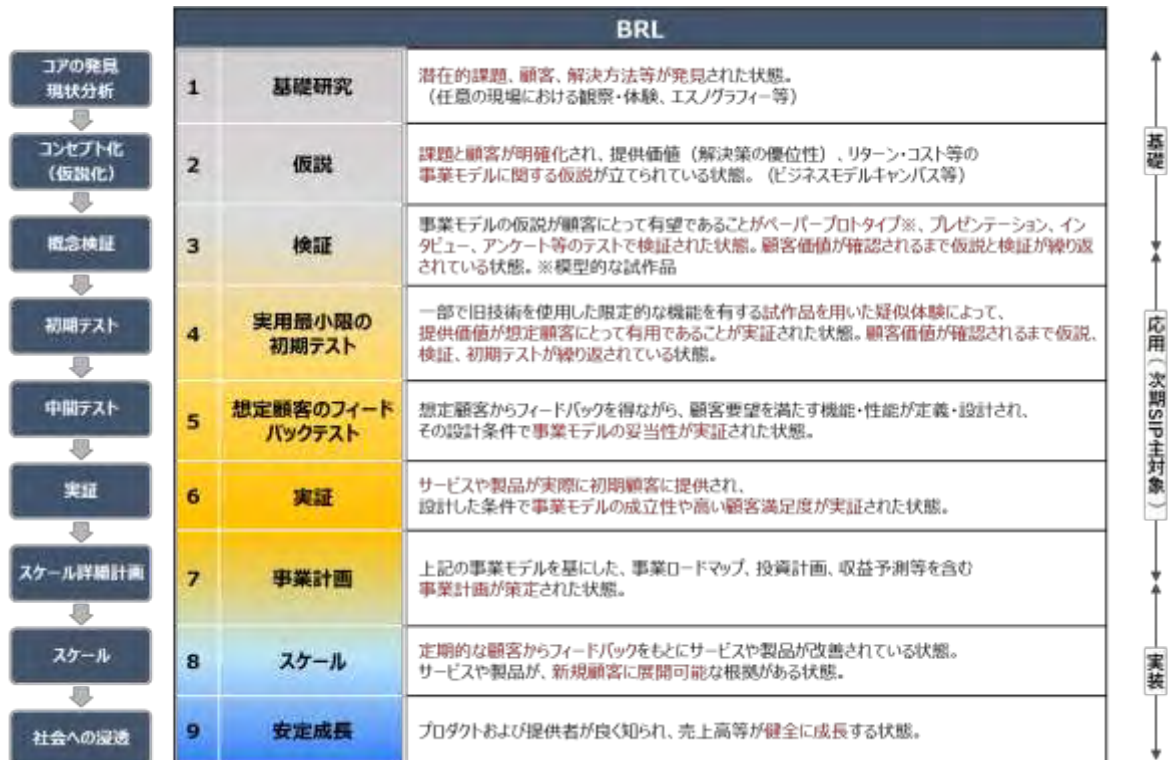 BRL
コアの発見
現状分析
1
基礎研究
潜在的課題、顧客、解決方法等が発見された状態。
（任意の現場における観察・体験、エスノグラフィー等）
コンセプト化
（仮説化）
2
仮説
課題と顧客が明確化され、提供価値（解決策の優位性）、リターン・コスト等の
事業モデルに関する仮説が立てられている状態。（ビジネスモデルキャンバス等）
概念検証
3
検証
事業モデルの仮説が顧客にとって有望であることがペーパープロトタイプ※、プレゼンテーション、イン
タビュー、アンケート等のテストで検証された状態。顧客価値が確認されるまで仮説と検証が繰り返
されている状態。※模型的な試作品
初期テスト
4
実用最小限の
初期テスト
一部で旧技術を使用した限定的な機能を有する試作品を用いた疑似体験によって、
提供価値が想定顧客にとって有用であることが実証された状態。顧客価値が確認されるまで仮説、
検証、初期テストが繰り返されている状態。
中間テスト
5
想定顧客のフィード
バックテスト
想定顧客からフィードバックを得ながら、顧客要望を満たす機能・性能が定義・設計され、
その設計条件で事業モデルの妥当性が実証された状態。
実証
6
実証
サービスや製品が実際に初期顧客に提供され、
設計した条件で事業モデルの成立性や高い顧客満足度が実証された状態。
スケール詳細計画
7
事業計画
上記の事業モデルを基にした、事業ロードマップ、投資計画、収益予測等を含む
事業計画が策定された状態。
スケール
8
スケール
定期的な顧客からフィードバックをもとにサービスや製品が改善されている状態。
サービスや製品が、新規顧客に展開可能な根拠がある状態。
社会への浸透
9
安定成長
プロダクトおよび提供者が良く知られ、売上高等が健全に成長する状態。
基礎
応用（次期SIP主対象）
実装